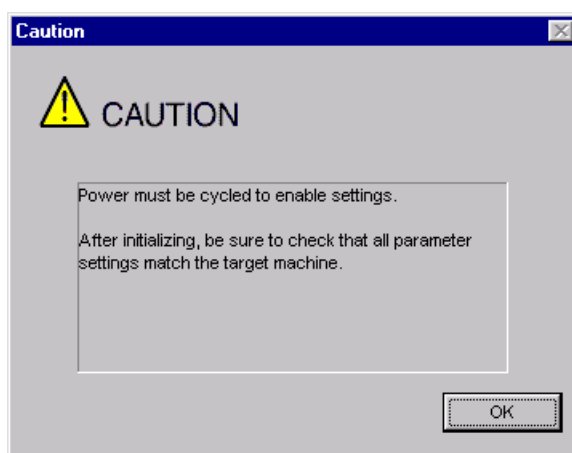 Caution
CAUTION
Power must be cycled to enable settings.
After initializing, be sure to check that all parameter
settings match the target machine.
OK